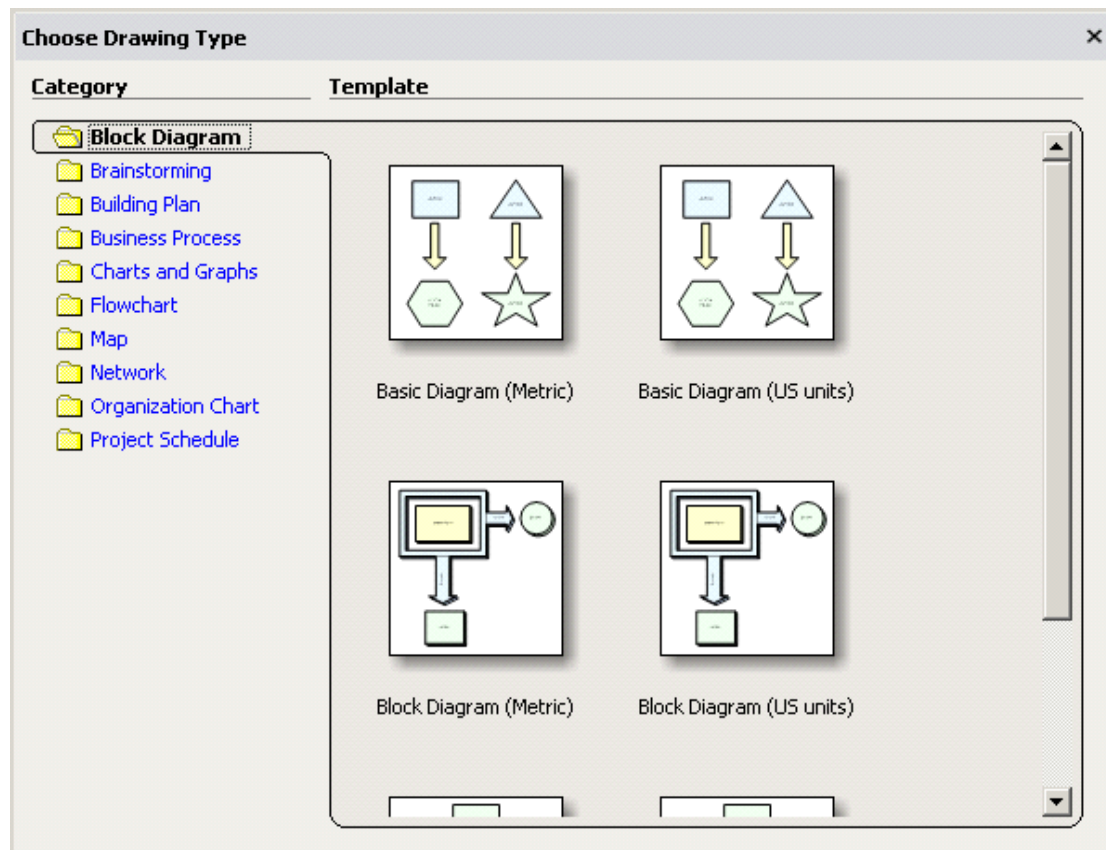 Choose Drawing Type
Category
Template
Block Diagram
Brainstorming
Building Plan
Business Process
Charts and Graphs
Flowchart
Map
Network
Organization Chart
Project Schedule
Basic Diagram (Metric)
Basic Diagram (US units)
Block Diagram (Metric)
Block Diagram (US units)